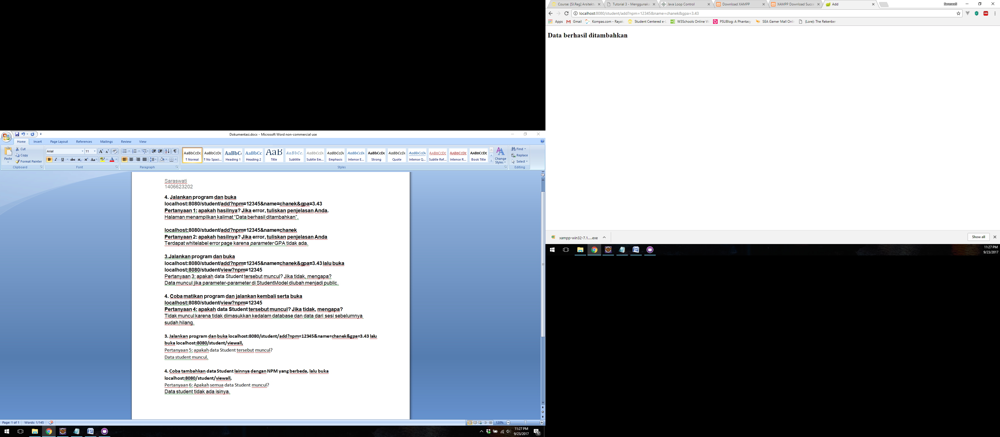 Dokumentasi.docx - Microsoft Word non-commercial use
Home Insert Page Layout References Mailings Review View
Paste
Cut
Copy
Format Painter
Clipboard
Arial 11
Font
Paragraph
AaBbCcDc AaBbCcDc AaBbC AaBbCc AaB AaBbCc. AaBbCcDc AaBbCcDc AaBbCcDc AaBbCcDc AaBbCcDc AaBbCcDc AABBCCDD AABBCCDD AABBCCDD
¶ Normal ¶ No Spaci... Heading 1 Heading 2 Title Subtitle Subtle Em... Emphasis Intense E... Strong Quote Intense Q... Subtle Ref... Intense R... Book Title
Change Styles
Styles
Find
Replace
Select
Editing
Saraswati
1406623202
4. Jalankan program dan buka
localhost:8080/student/add?npm=12345&name=chanek&gpa=3.43
Pertanyaan 1: apakah hasilnya? Jika error, tuliskan penjelasan Anda.
Halaman menampilkan kalimat “Data berhasil ditambahkan”.
localhost:8080/student/add?npm=12345&name=chanek
Pertanyaan 2: apakah hasilnya? Jika error, tuliskan penjelasan Anda
Terdapat whitelabel error page karena parameter GPA tidak ada.
3.Jalankan program dan buka
localhost:8080/student/add?npm=12345&name=chanek&gpa=3.43 lalu buka
localhost:8080/student/view?npm=12345
Pertanyaan 3: apakah data Student tersebut muncul? Jika tidak, mengapa?
Data muncul jika parameter-parameter di StudentModel diubah menjadi public.
4. Coba matikan program dan jalankan kembali serta buka
localhost:8080/student/view?npm=12345
Pertanyaan 4: apakah data Student tersebut muncul? Jika tidak, mengapa?
Tidak muncul karena tidak dimasukkan kedalam database dan data dari sesi sebelumnya
sudah hilang.
3. Jalankan program dan buka localhost:8080/student/add?npm=12345&name=chanek&gpa=3.43 lalu
buka localhost:8080/student/viewall,
Pertanyaan 5: apakah data Student tersebut muncul?
Data student muncul.
4. Coba tambahkan data Student lainnya dengan NPM yang berbeda, lalu buka
localhost:8080/student/viewall,
Pertanyaan 6: Apakah semua data Student muncul?
Data student tidak ada isinya.
Page: 1 of 1 Words: 1/145
120%
11:27 PM
9/23/2017
12
Course: [SI.Reg] Arsitekt Tutorial 3 - Menggunaka Java Loop Control Download XAMPP XAMPP Download Succe Add
Saraswati
localhost:8080/student/add?npm=12345&name=chanek&gpa=3.43
Apps Gmail Kompas.com - Rayak Student Centered e-L W3Schools Online W PSUBlog: A Phantasy SEA Gamer Mall Onli (Lore): The Rekenber
Data berhasil ditambahkan
xampp-win32-7.1.....exe
Show all
11:27 PM
9/23/2017